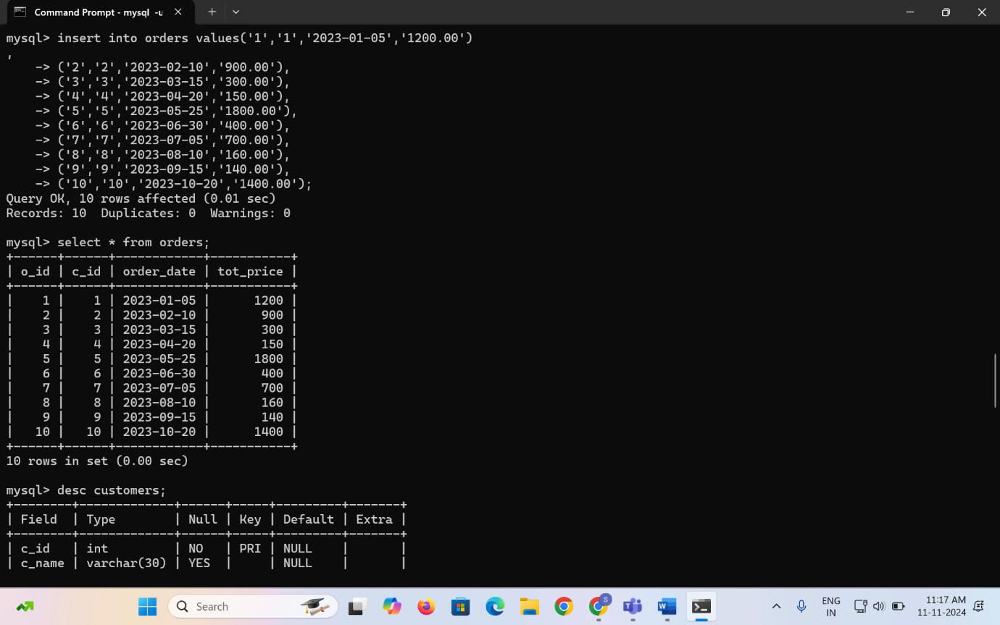 Command Prompt - mysql -u
mysql> insert into orders values('1','1','2023-01-05','1200.00')
,
    -> ('2','2','2023-02-10','900.00'),
    -> ('3','3','2023-03-15','300.00'),
    -> ('4','4','2023-04-20','150.00'),
    -> ('5','5','2023-05-25','1800.00'),
    -> ('6','6','2023-06-30','400.00'),
    -> ('7','7','2023-07-05','700.00'),
    -> ('8','8','2023-08-10','160.00'),
    -> ('9','9','2023-09-15','140.00'),
    -> ('10','10','2023-10-20','1400.00');
Query OK, 10 rows affected (0.01 sec)
Records: 10  Duplicates: 0  Warnings: 0
mysql> select * from orders;
+------+------+------------+-----------+
| o_id | c_id | order_date | tot_price |
+------+------+------------+-----------+
|    1 |    1 | 2023-01-05 |      1200 |
|    2 |    2 | 2023-02-10 |       900 |
|    3 |    3 | 2023-03-15 |       300 |
|    4 |    4 | 2023-04-20 |       150 |
|    5 |    5 | 2023-05-25 |      1800 |
|    6 |    6 | 2023-06-30 |       400 |
|    7 |    7 | 2023-07-05 |       700 |
|    8 |    8 | 2023-08-10 |       160 |
|    9 |    9 | 2023-09-15 |       140 |
|   10 |   10 | 2023-10-20 |      1400 |
+------+------+------------+-----------+
10 rows in set (0.00 sec)
mysql> desc customers;
+--------+-------------+------+-----+---------+-------+
| Field  | Type        | Null | Key | Default | Extra |
+--------+-------------+------+-----+---------+-------+
| c_id   | int         | NO   | PRI | NULL    |       |
| c_name | varchar(30) | YES  |     | NULL    |       |
Search
S
T
W
ENG
IN
11:17 AM
11-11-2024